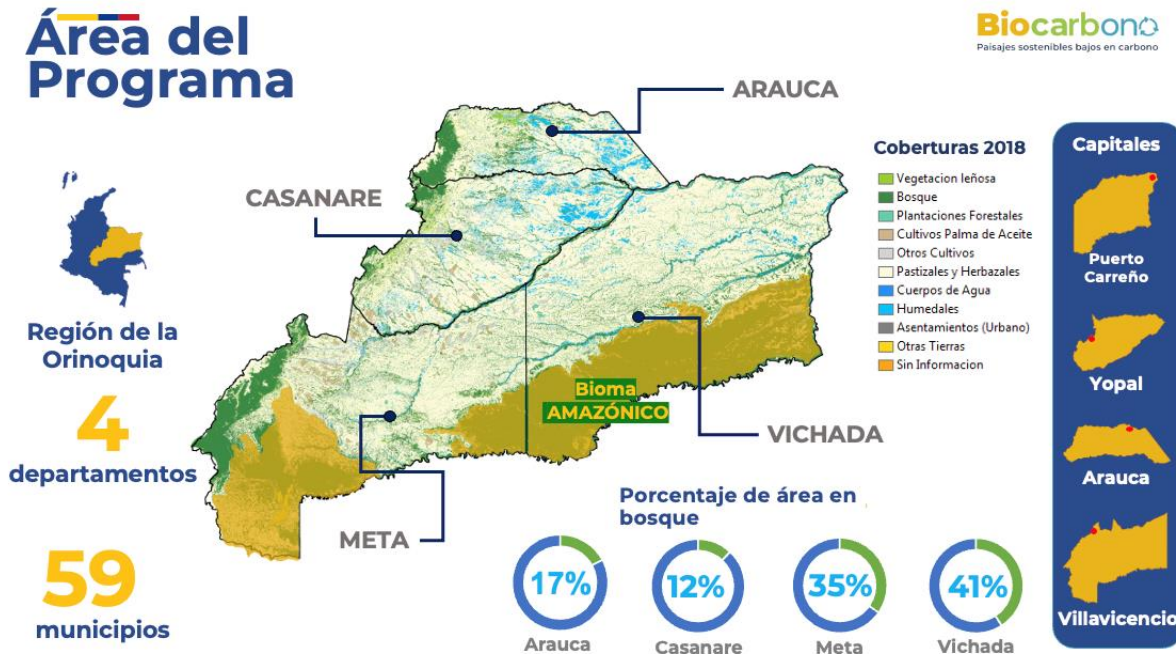 Área del
Programa
Biocarbono
Paisajes sostenibles bajos en carbono
ARAUCA
CASANARE
Región de la
Orinoquia
4
departamentos
59
municipios
Bioma
AMAZÓNICO
VICHADA
META
Coberturas 2018
Vegetacion leñosa
Bosque
Plantaciones Forestales
Cultivos Palma de Aceite
Otros Cultivos
Pastizales y Herbazales
Cuerpos de Agua
Humedales
Asentamientos (Urbano)
Otras Tierras
Sin Informacion
Porcentaje de área en
bosque
17%
Arauca
12%
Casanare
35%
Meta
41%
Vichada
Capitales
Puerto
Carreño
Yopal
Arauca
Villavicencio